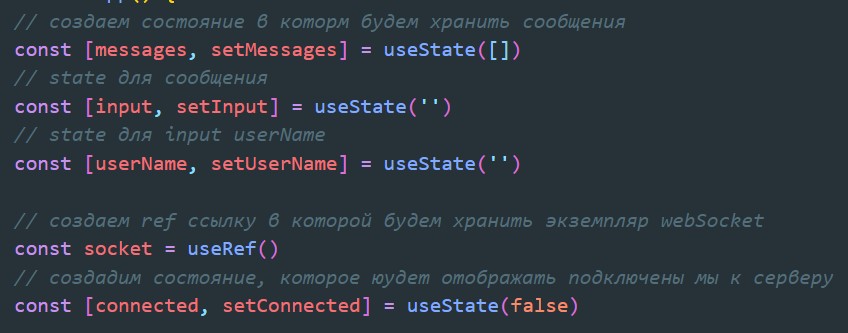 // создаем состояние в которм будем хранить сообщения
const [messages, setMessages] = useState([])
// state для сообщения
const [input, setInput] = useState('')
// state для input userName
const [userName, setUserName] = useState('')
// создаем ref ссылку в которой будем хранить экземпляр webSocket
const socket = useRef()
// создадим состояние, которое юудет отображать подключены мы к серверу
const [connected, setConnected] = useState(false)